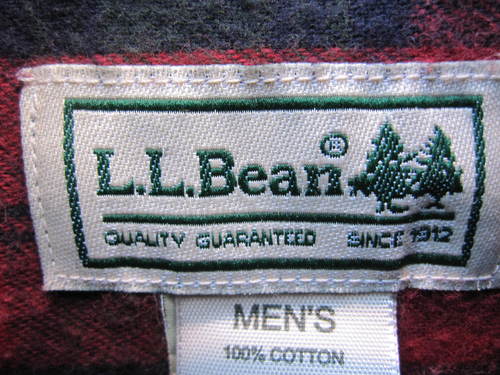 L.L.Bean®
QUALITY GUARANTEED SINCE 1912
MEN'S
100% COTTON